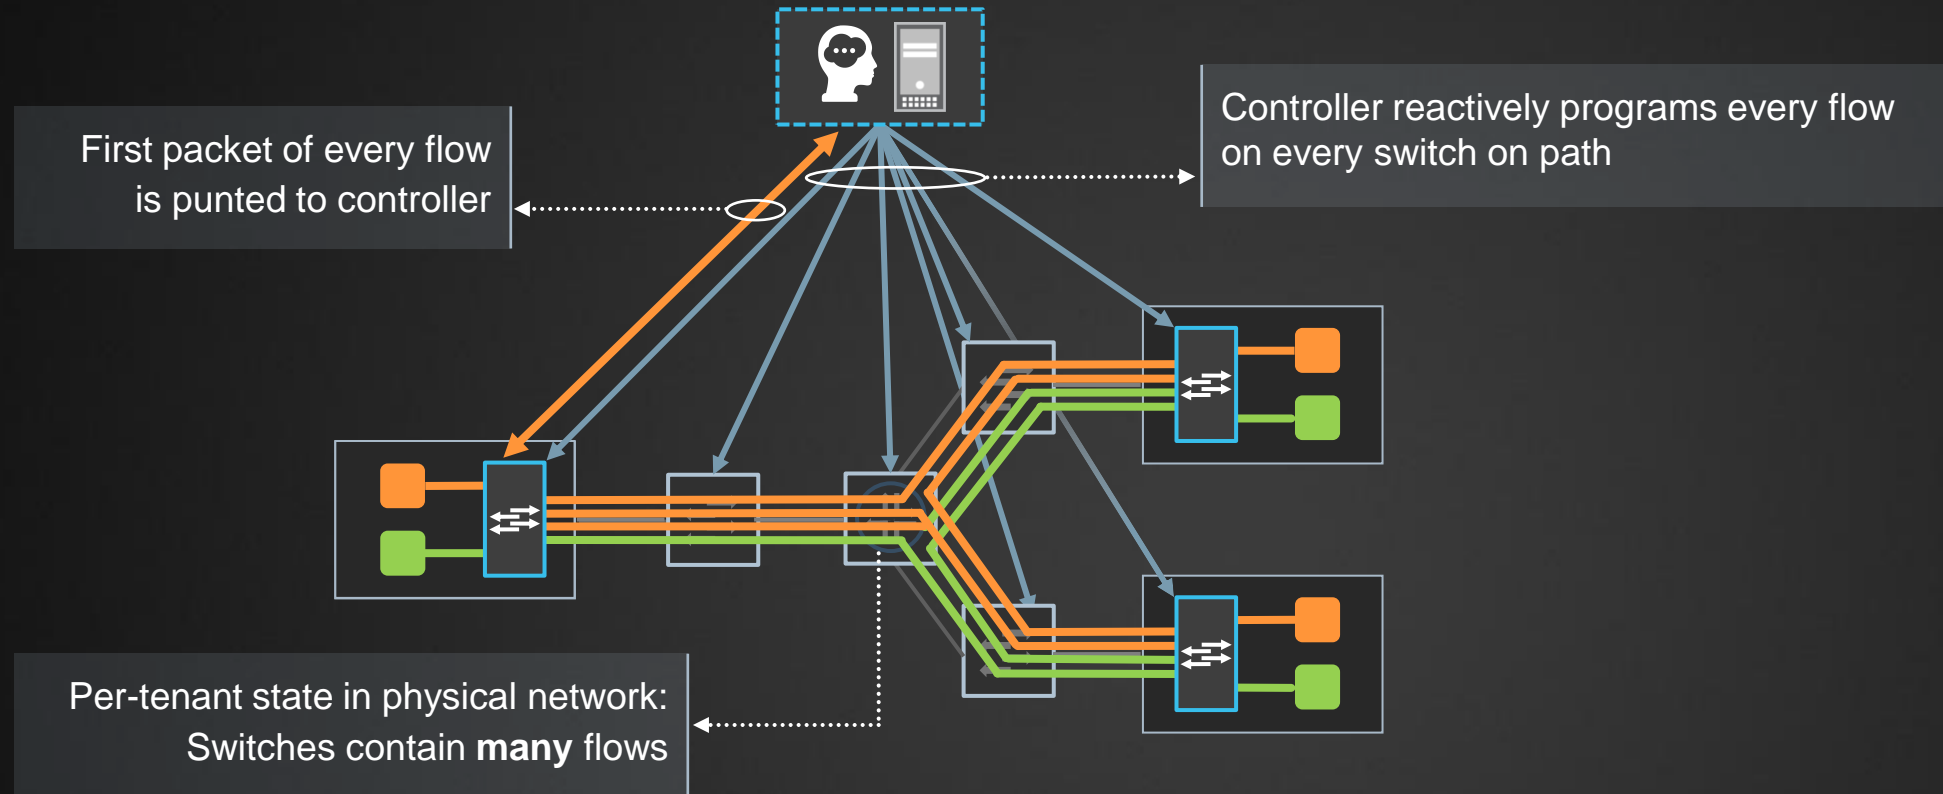 First packet of every flow
is punted to controller
Controller reactively programs every flow
on every switch on path
Per-tenant state in physical network:
Switches contain many flows